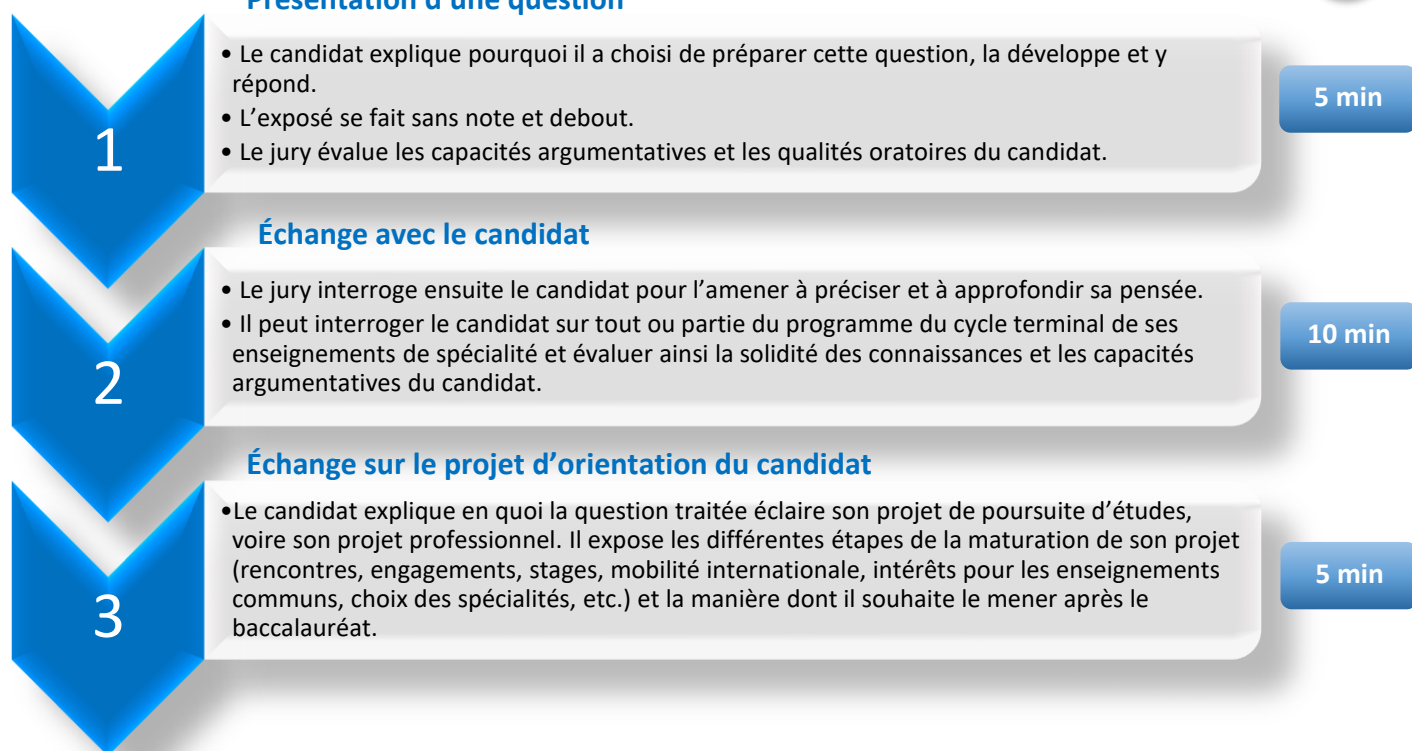 Présentation d'une question
• Le candidat explique pourquoi il a choisi de préparer cette question, la développe et y
répond.
• L’exposé se fait sans note et debout.
• Le jury évalue les capacités argumentatives et les qualités oratoires du candidat.
5 min
1
Échange avec le candidat
• Le jury interroge ensuite le candidat pour l’amener à préciser et à approfondir sa pensée.
• Il peut interroger le candidat sur tout ou partie du programme du cycle terminal de ses
enseignements de spécialité et évaluer ainsi la solidité des connaissances et les capacités
argumentatives du candidat.
10 min
2
Échange sur le projet d’orientation du candidat
•Le candidat explique en quoi la question traitée éclaire son projet de poursuite d’études,
voire son projet professionnel. Il expose les différentes étapes de la maturation de son projet
(rencontres, engagements, stages, mobilité internationale, intérêts pour les enseignements
communs, choix des spécialités, etc.) et la manière dont il souhaite le mener après le
baccalauréat.
5 min
3